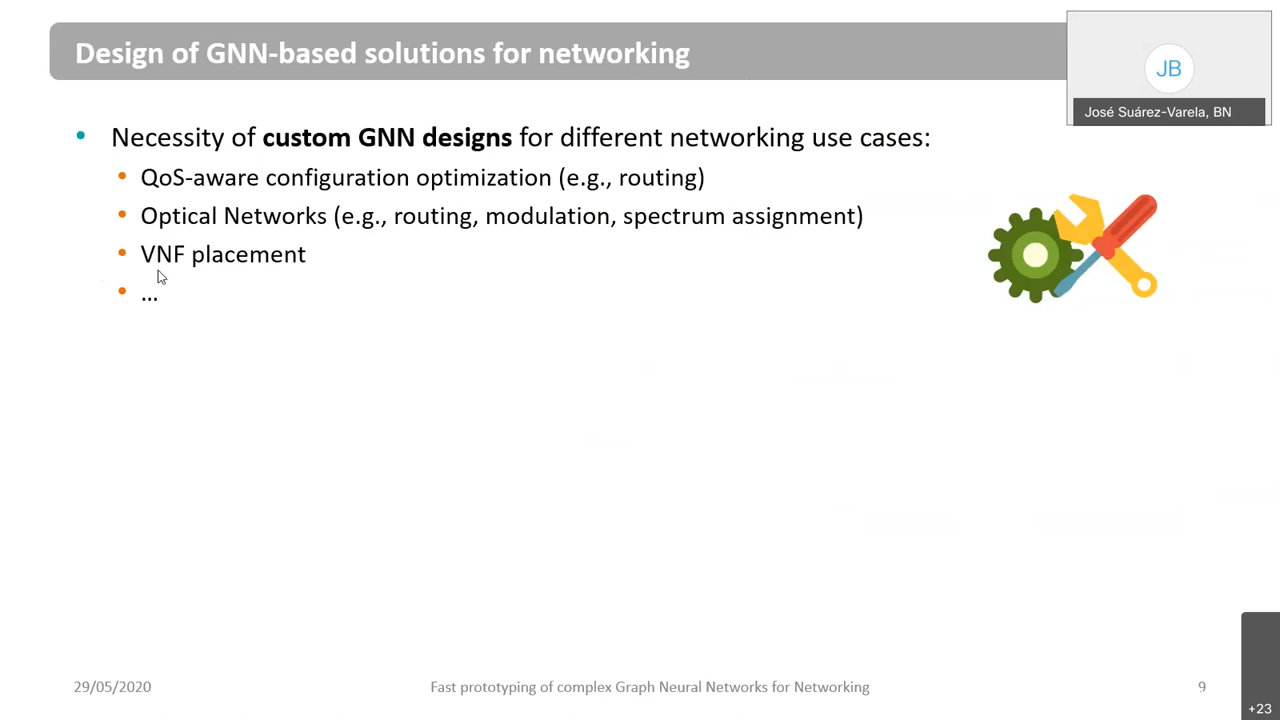 Design of GNN-based solutions for networking
JB
José Suárez-Varela, BN
• Necessity of custom GNN designs for different networking use cases:
• QoS-aware configuration optimization (e.g., routing)
• Optical Networks (e.g., routing, modulation, spectrum assignment)
• VNF placement
• ...
29/05/2020
Fast prototyping of complex Graph Neural Networks for Networking
9
+23